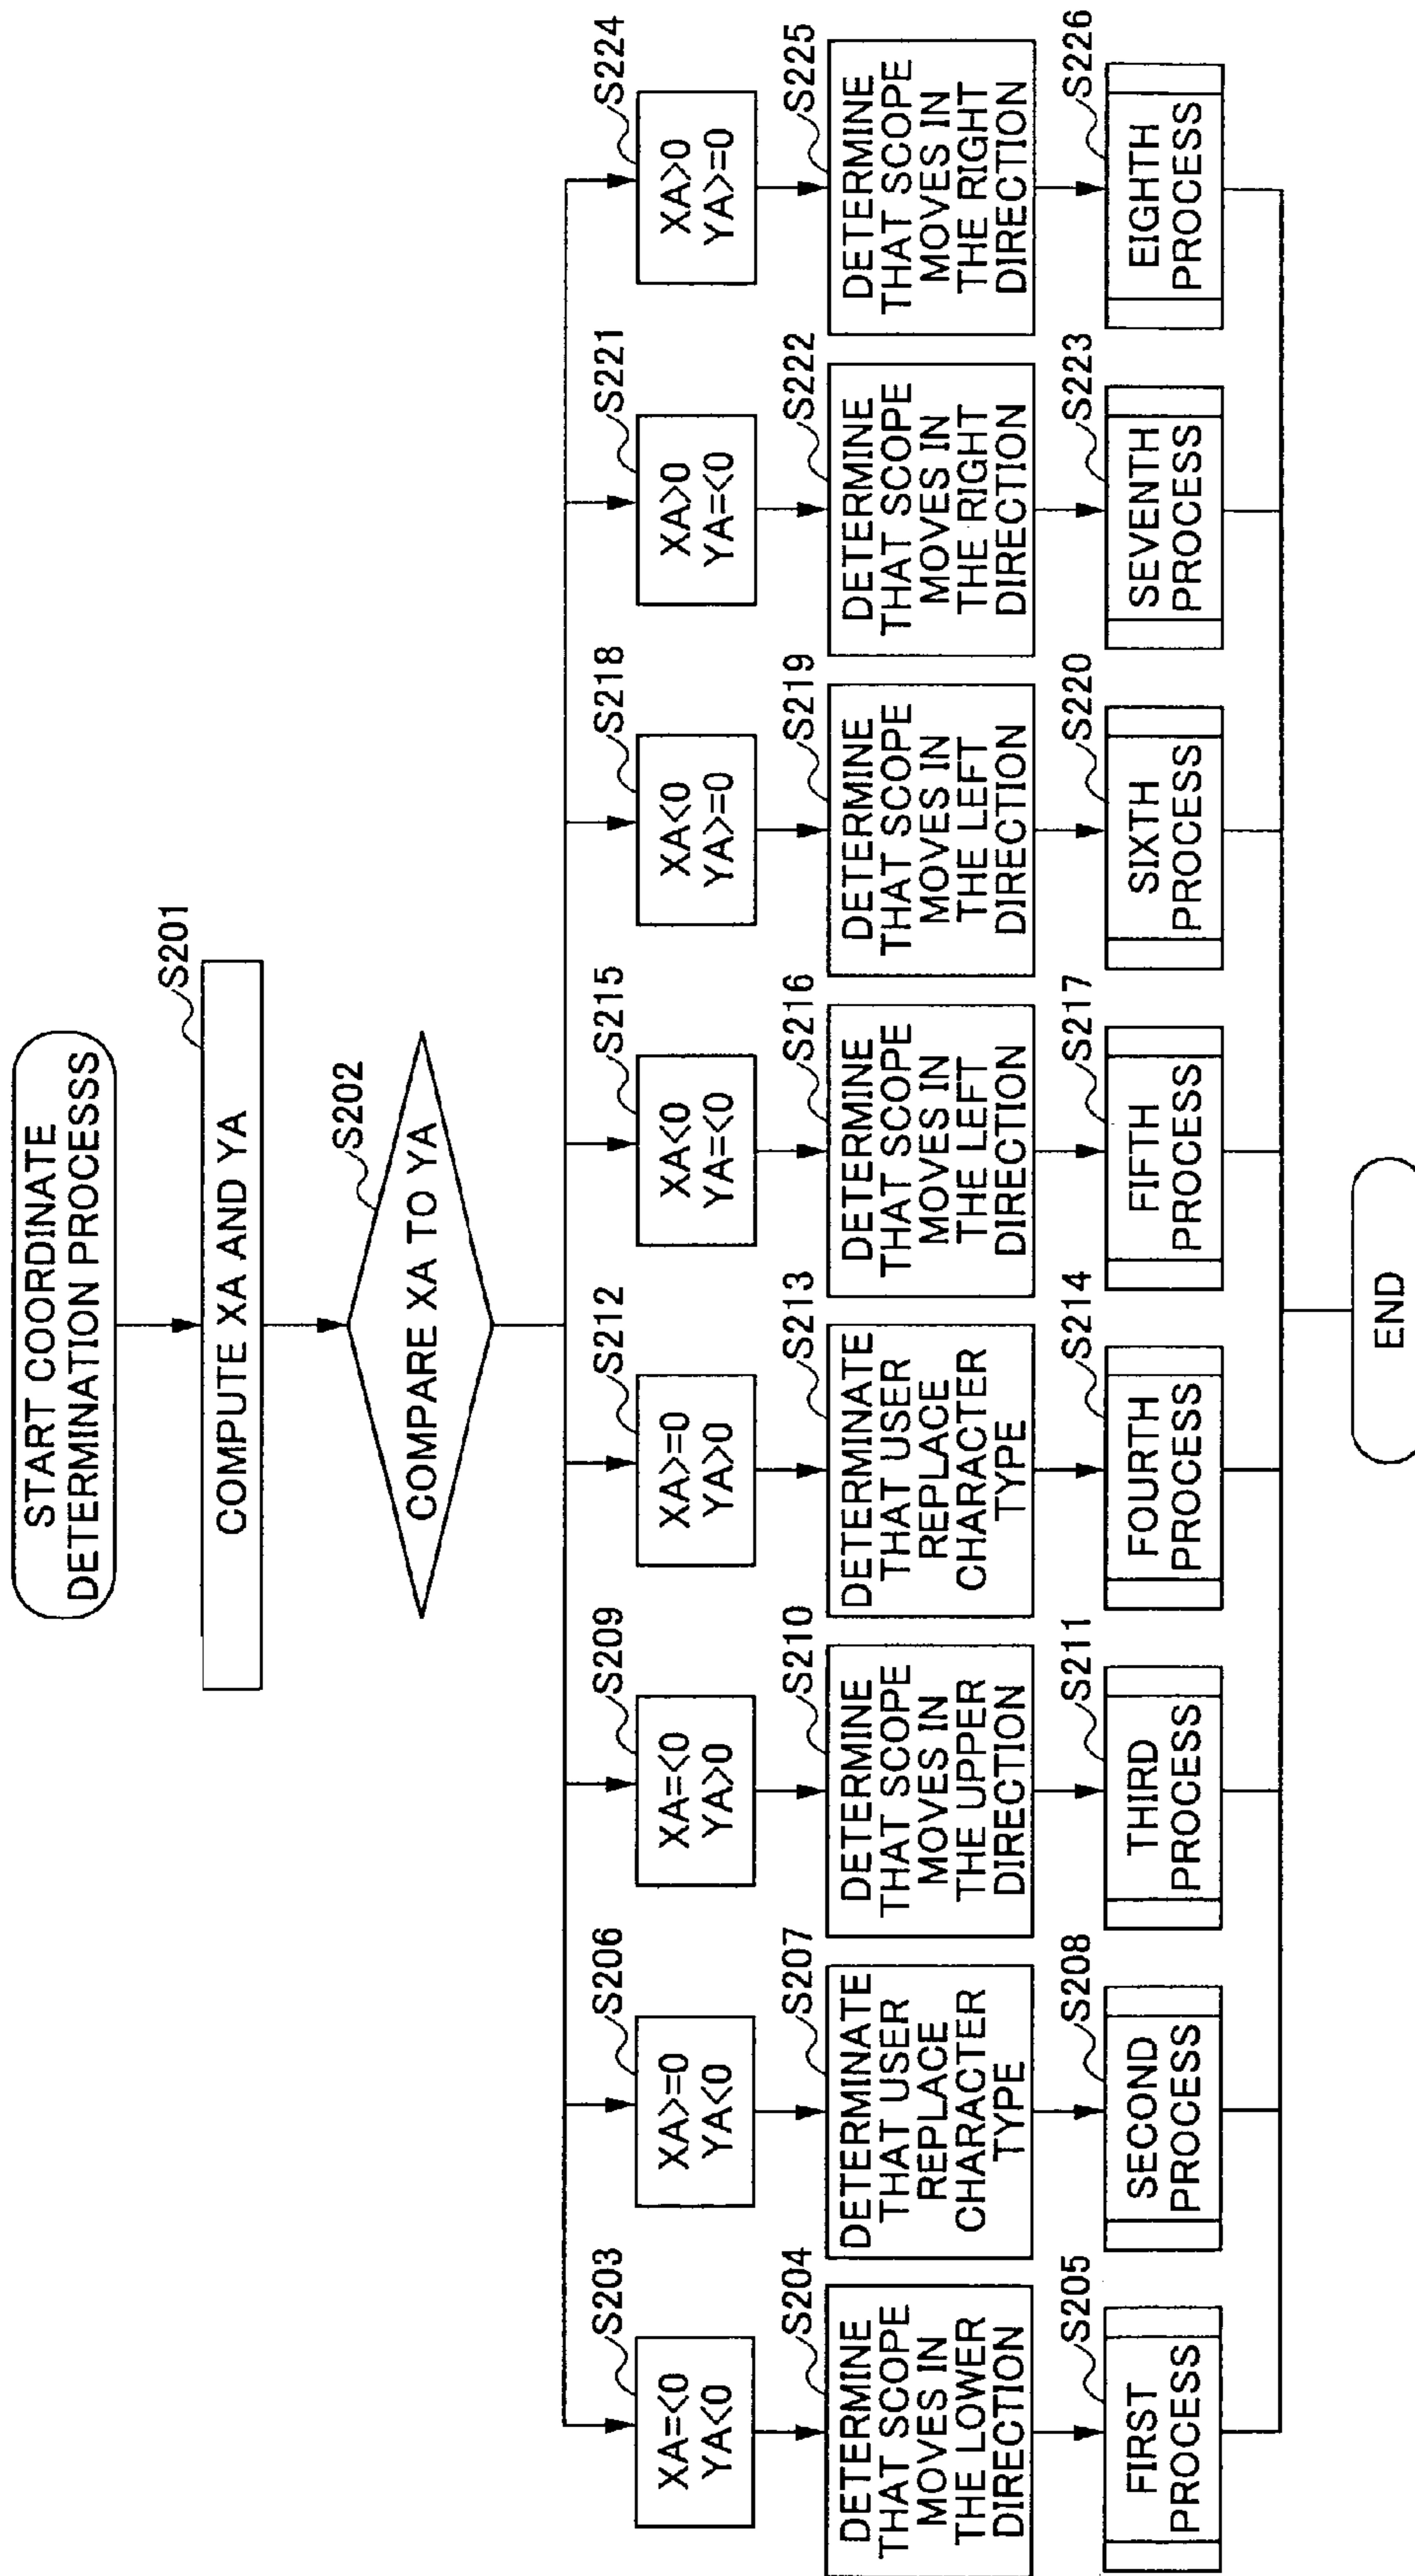 START COORDINATE
DETERMINATION PROCESSS
S201
COMPUTE XA AND YA
S202
COMPARE XA TO YA
S203
XA=<0
YA<0
S204
DETERMINE
THAT SCOPE
MOVES IN
THE LOWER
DIRECTION
S205
FIRST
PROCESS
S206
XA>=0
YA<0
S207
DETERMINATE
THAT USER
REPLACE
CHARACTER
TYPE
S208
SECOND
PROCESS
S209
XA=<0
YA>0
S210
DETERMINE
THAT SCOPE
MOVES IN
THE UPPER
DIRECTION
S211
THIRD
PROCESS
S212
XA>=0
YA>0
S213
DETERMINATE
THAT USER
REPLACE
CHARACTER
TYPE
S214
FOURTH
PROCESS
S215
XA<0
YA=<0
S216
DETERMINE
THAT SCOPE
MOVES IN
THE LEFT
DIRECTION
S217
FIFTH
PROCESS
S218
XA<0
YA>=0
S219
DETERMINE
THAT SCOPE
MOVES IN
THE LEFT
DIRECTION
S220
SIXTH
PROCESS
S221
XA>0
YA=<0
S222
DETERMINE
THAT SCOPE
MOVES IN
THE RIGHT
DIRECTION
S223
SEVENTH
PROCESS
S224
XA>0
YA>=0
S225
DETERMINE
THAT SCOPE
MOVES IN
THE RIGHT
DIRECTION
S226
EIGHTH
PROCESS
END